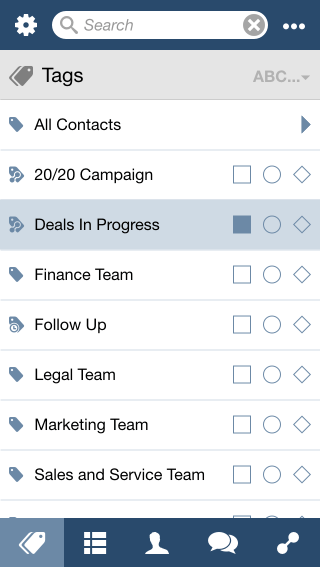 Search
Tags ABC...
All Contacts
20/20 Campaign
Deals In Progress
Finance Team
Follow Up
Legal Team
Marketing Team
Sales and Service Team